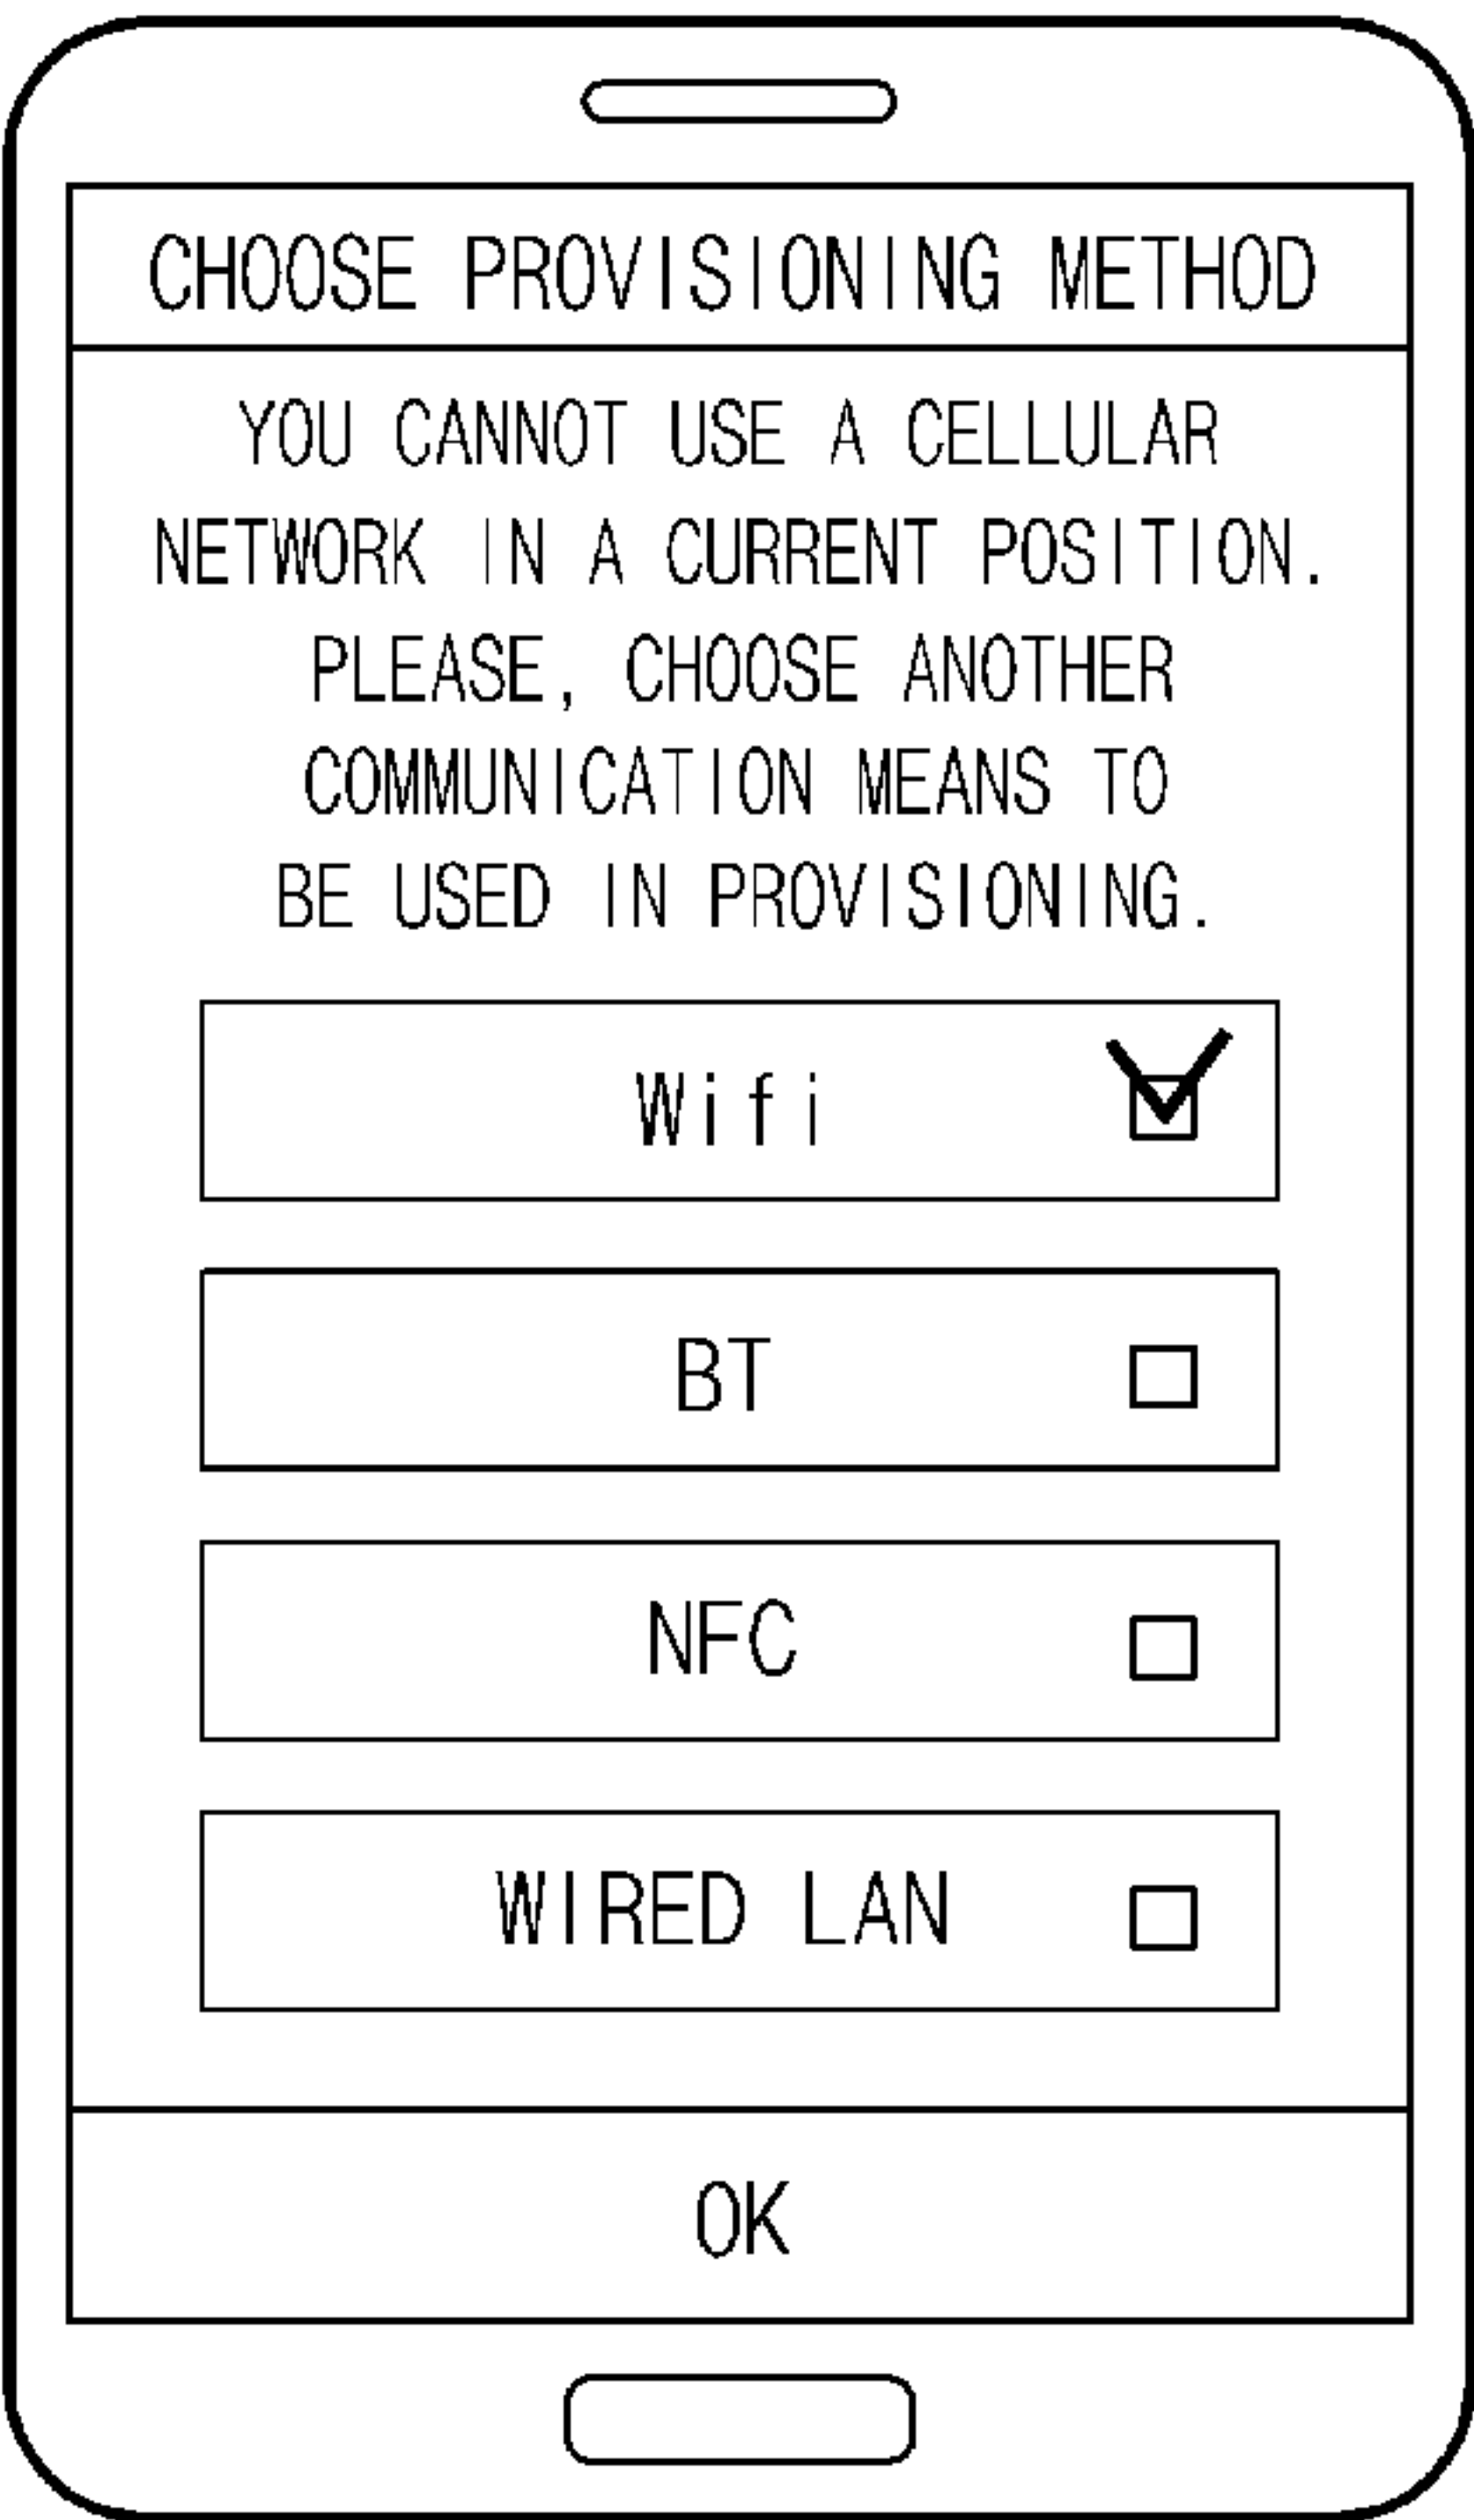 CHOOSE PROVISIONING METHOD
YOU CANNOT USE A CELLULAR
NETWORK IN A CURRENT POSITION.
PLEASE, CHOOSE ANOTHER
COMMUNICATION MEANS TO
BE USED IN PROVISIONING.
Wifi
BT
NFC
WIRED LAN
OK